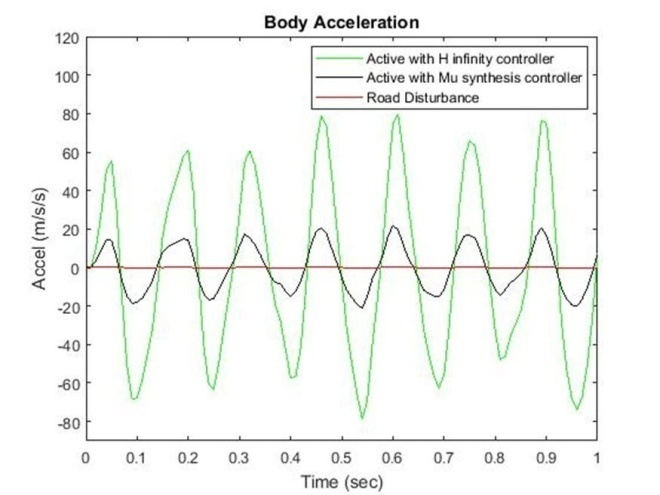 Body Acceleration
120
100
80
60
40
20
0
-20
-40
-60
-80
Accel (m/s/s)
Active with H infinity controller
Active with Mu synthesis controller
Road Disturbance
0 0.1 0.2 0.3 0.4 0.5 0.6 0.7 0.8 0.9 1
Time (sec)